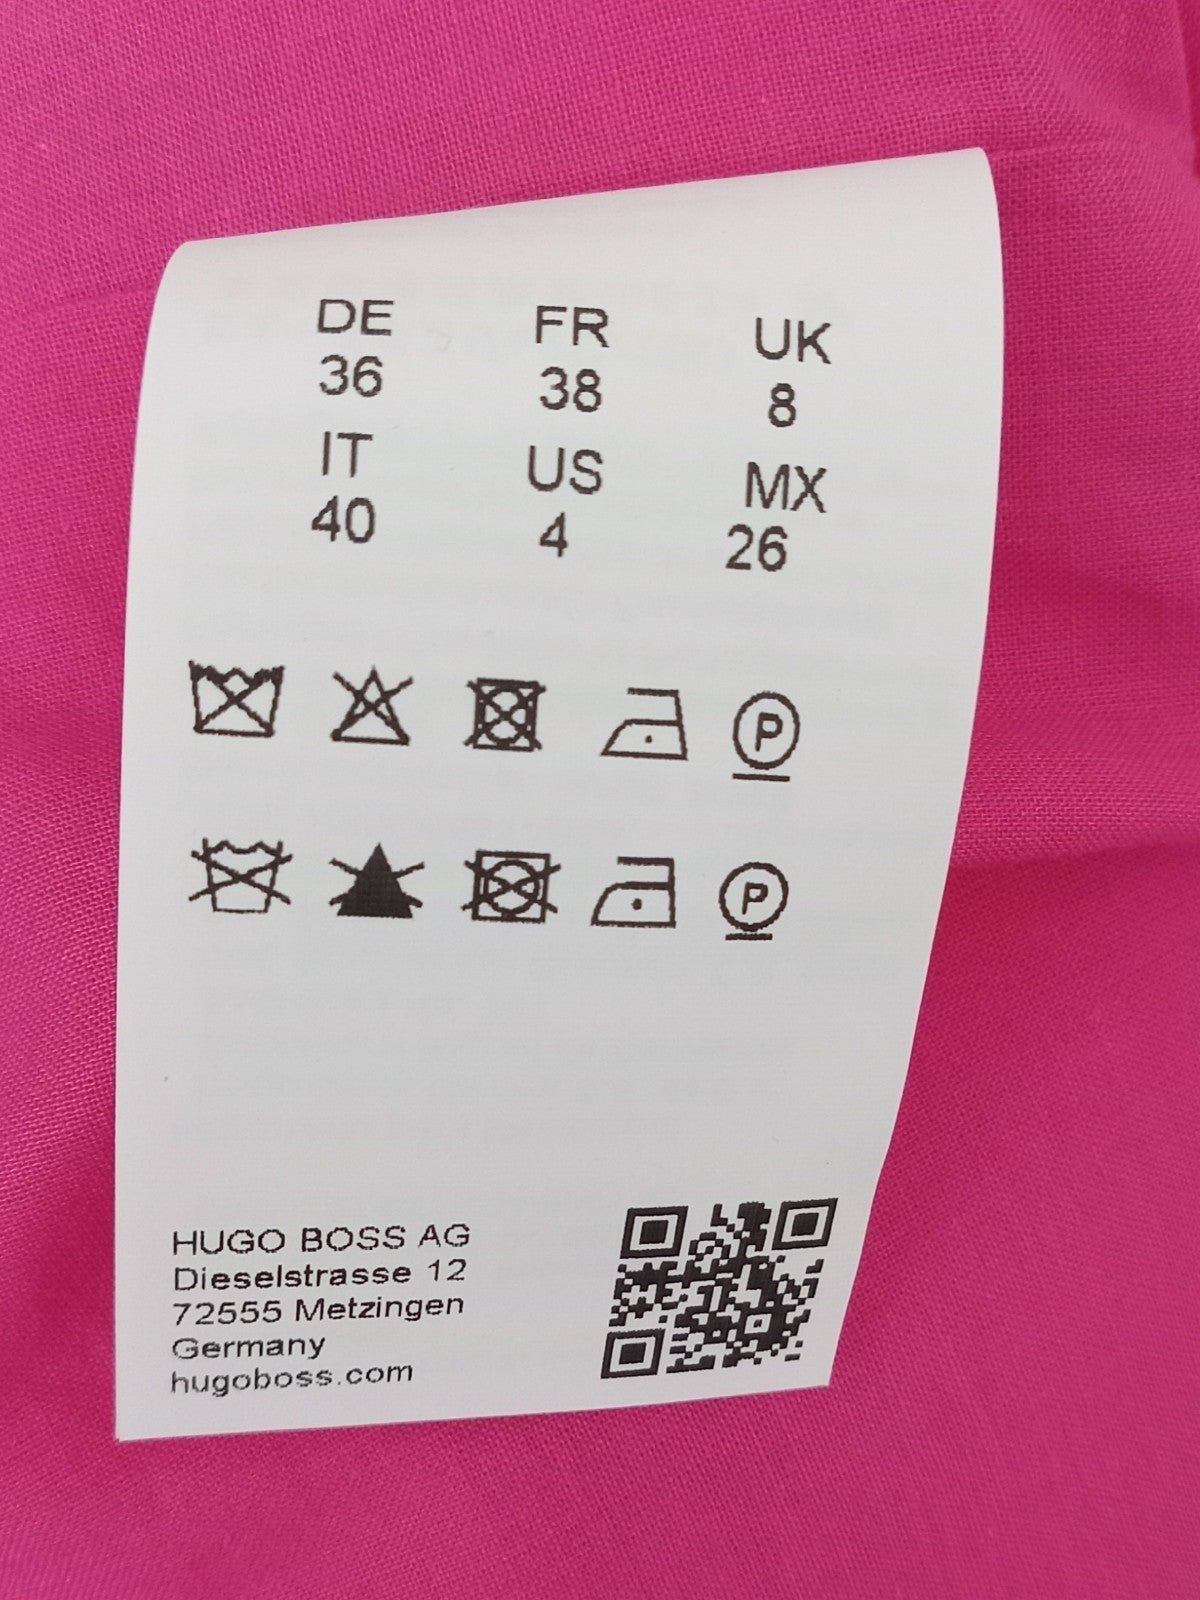 DE FR UK
36 38 8
IT US MX
40 4 26
P
P
HUGO BOSS AG
Dieselstrasse 12
72555 Metzingen
Germany
hugoboss.com